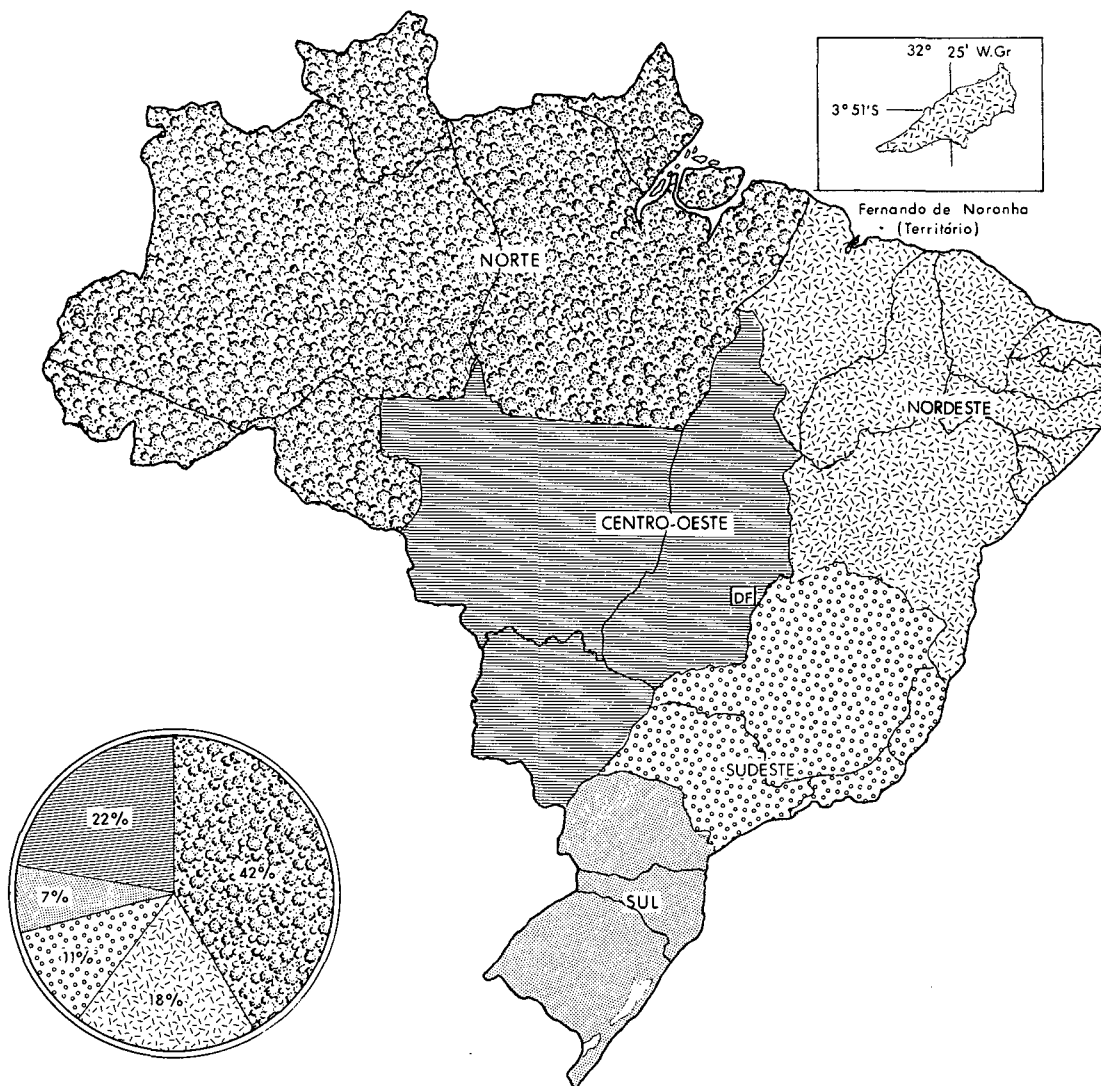 32° 25' W.Gr
3° 51'S
Fernando de Noronha
(Território)
NORTE
NORDESTE
CENTRO-OESTE
DF
SUDESTE
SUL
22%
42%
7%
11%
18%